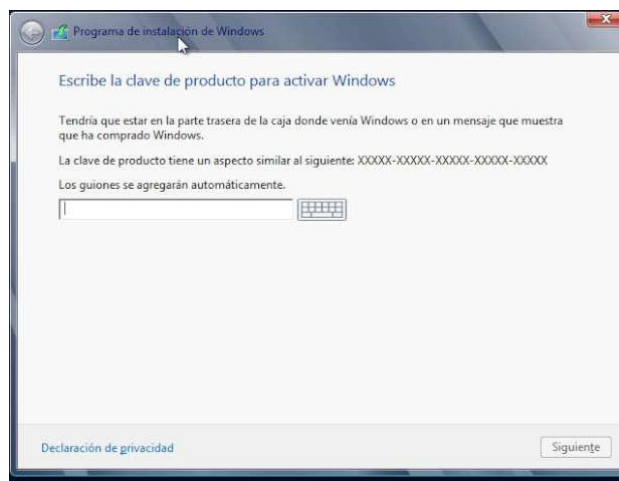 Programa de instalación de Windows
Escribe la clave de producto para activar Windows
Tendría que estar en la parte trasera de la caja donde venía Windows o en un mensaje que muestra
que ha comprado Windows.
La clave de producto tiene un aspecto similar al siguiente: XXXXX-XXXXX-XXXXX-XXXXX-XXXXX
Los guiones se agregarán automáticamente.
Declaración de privacidad
Siguiente